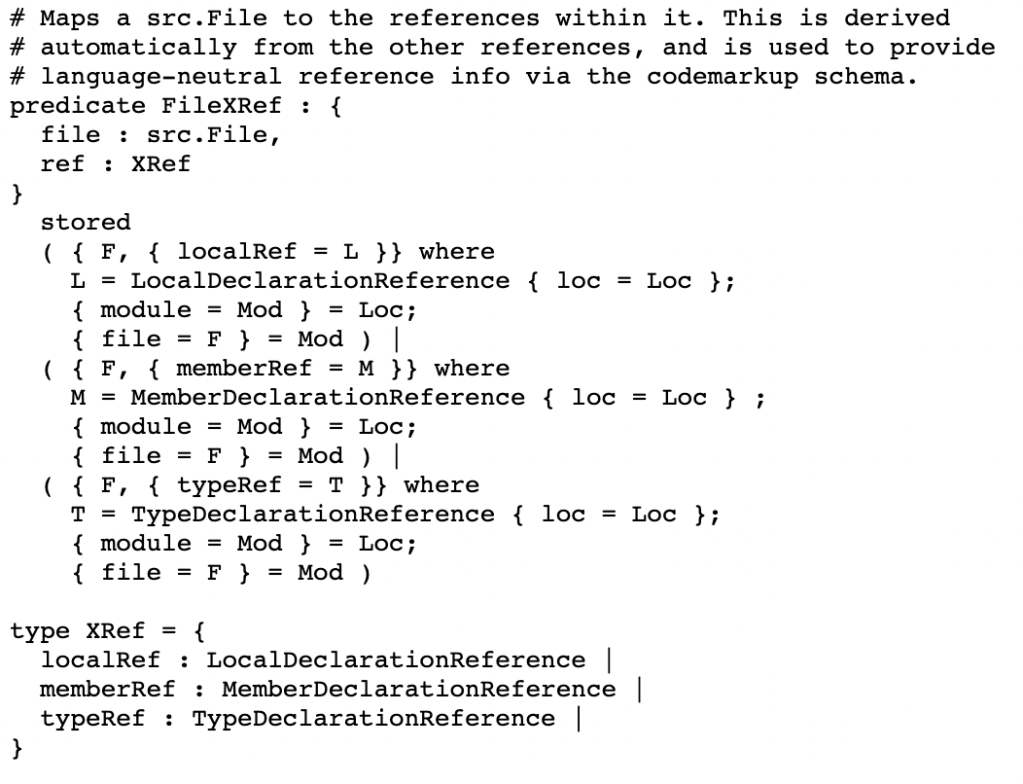 # Maps a src.File to the references within it. This is derived
# automatically from the other references, and is used to provide
# language-neutral reference info via the codemarkup schema.
predicate FileXRef : {
  file : src.File,
  ref : XRef
}
  stored
  ( { F, { localRef = L }} where
    L = LocalDeclarationReference { loc = Loc };
    { module = Mod } = Loc;
    { file = F } = Mod ) |
  ( { F, { memberRef = M }} where
    M = MemberDeclarationReference { loc = Loc } ;
    { module = Mod } = Loc;
    { file = F } = Mod ) |
  ( { F, { typeRef = T }} where
    T = TypeDeclarationReference { loc = Loc };
    { module = Mod } = Loc;
    { file = F } = Mod )

type XRef = {
  localRef : LocalDeclarationReference |
  memberRef : MemberDeclarationReference |
  typeRef : TypeDeclarationReference |
}